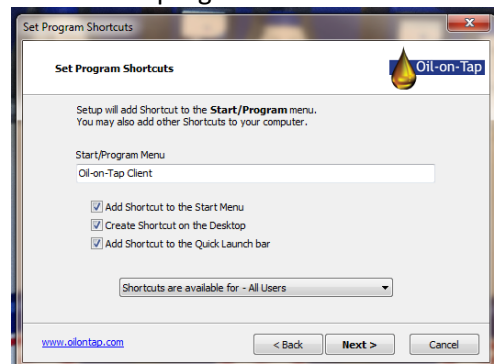 Set Program Shortcuts
Set Program Shortcuts
Oil-on-Tap
Setup will add Shortcut to the Start/Program menu.
You may also add other Shortcuts to your computer.
Start/Program Menu
Oil-on-Tap Client
Add Shortcut to the Start Menu
Create Shortcut on the Desktop
Add Shortcut to the Quick Launch bar
Shortcuts are available for - All Users
www.oilontap.com
< Back
Next >
Cancel